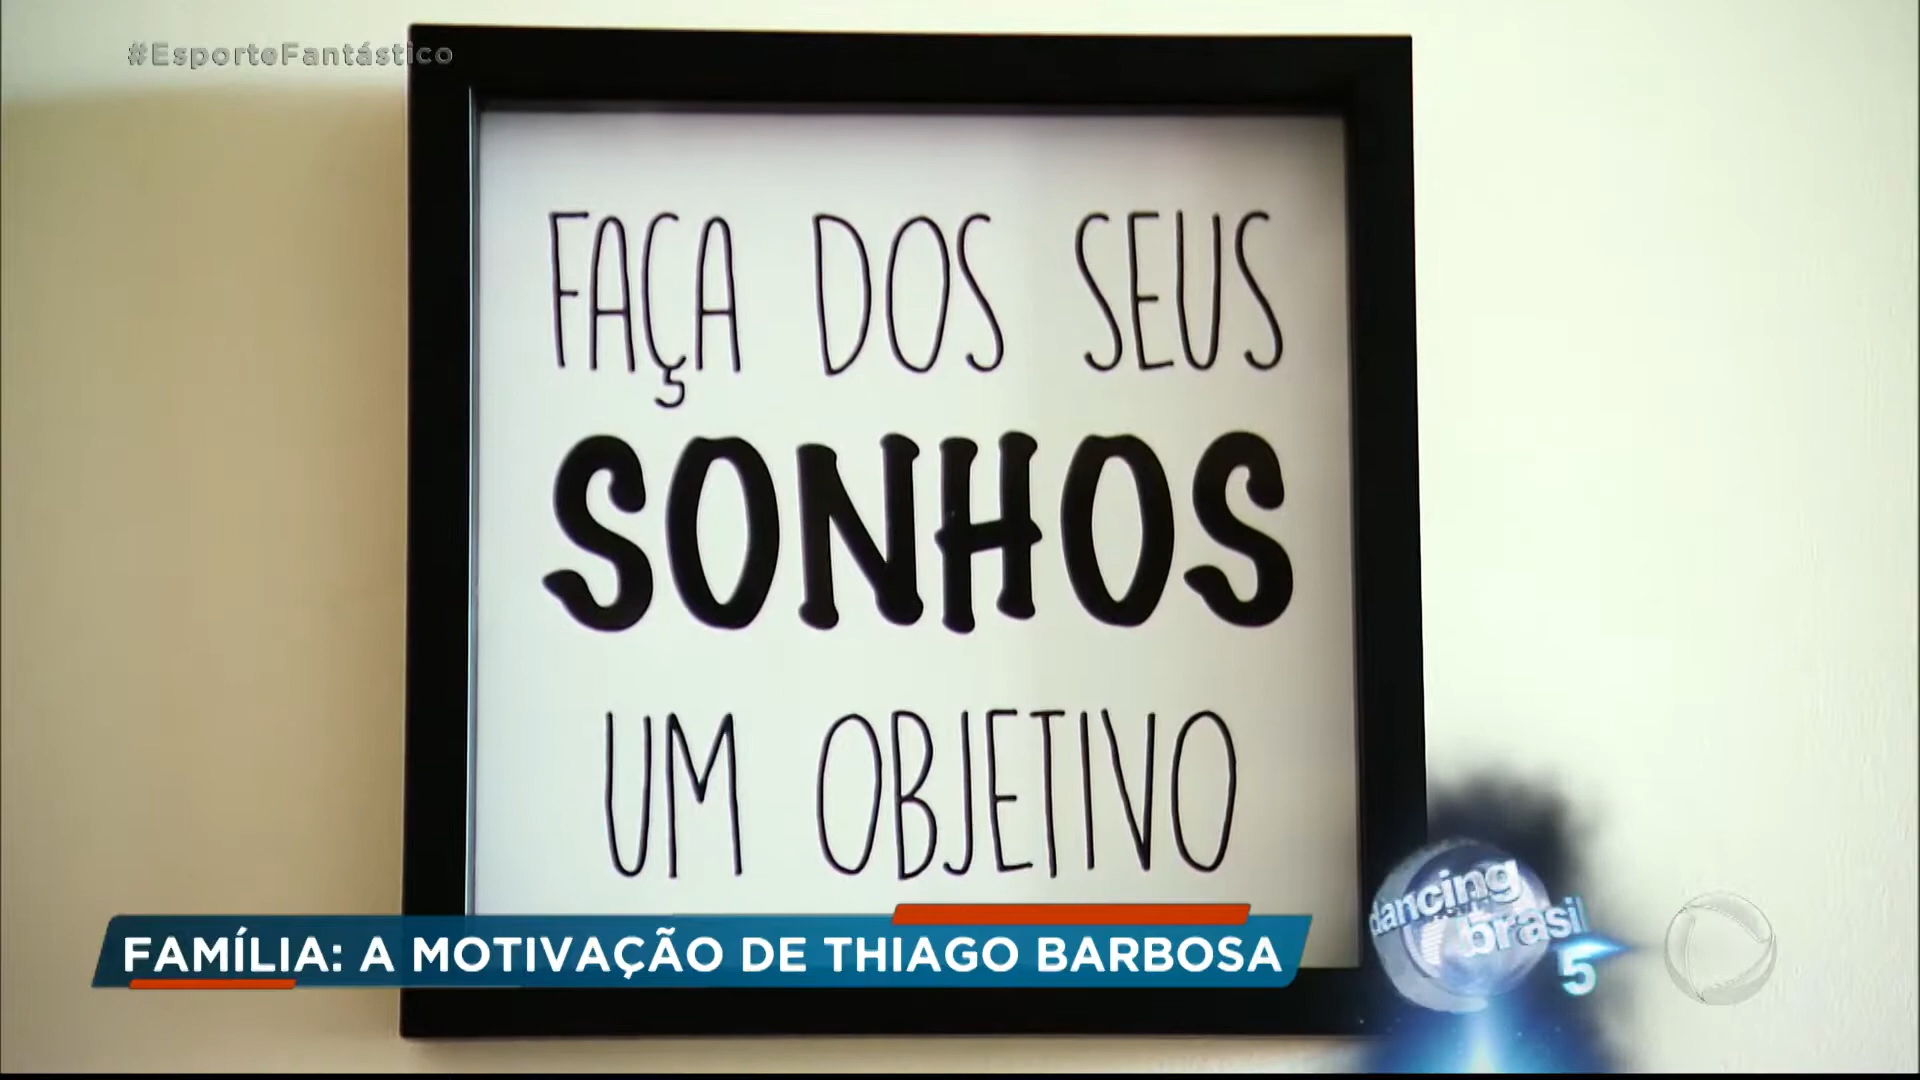 #EsporteFantástico
FAÇA DOS SEUS
SONHOS
UM OBJETIVO
FAMÍLIA: A MOTIVAÇÃO DE THIAGO BARBOSA
dancing
brasil
5